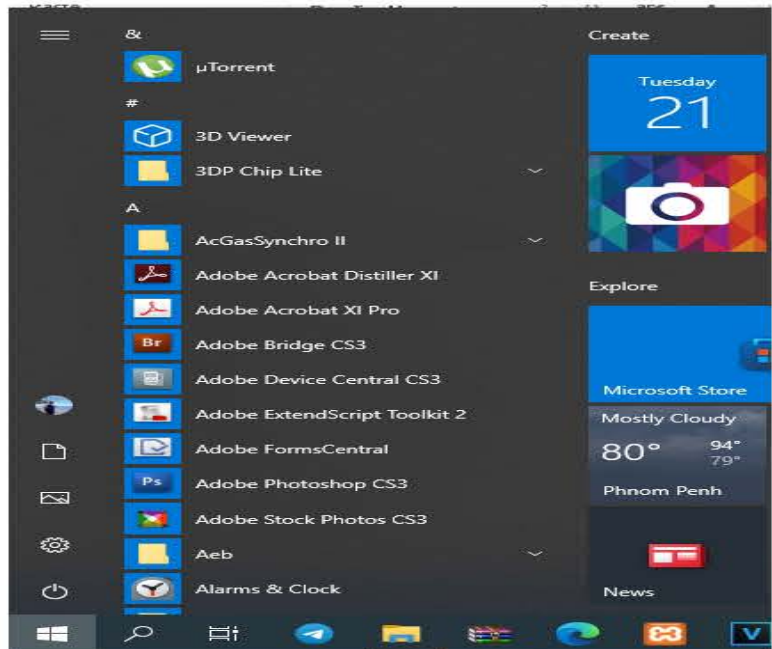 &
µTorrent
#
3D Viewer
3DP Chip Lite
A
AcGasSynchro II
Adobe Acrobat Distiller XI
Adobe Acrobat XI Pro
Br
Adobe Bridge CS3
Adobe Device Central CS3
Adobe ExtendScript Toolkit 2
Adobe FormsCentral
Ps
Adobe Photoshop CS3
Adobe Stock Photos CS3
Aeb
Alarms & Clock
Create
Tuesday
21
Explore
Microsoft Store
Mostly Cloudy
80° 94°
79°
Phnom Penh
News
V